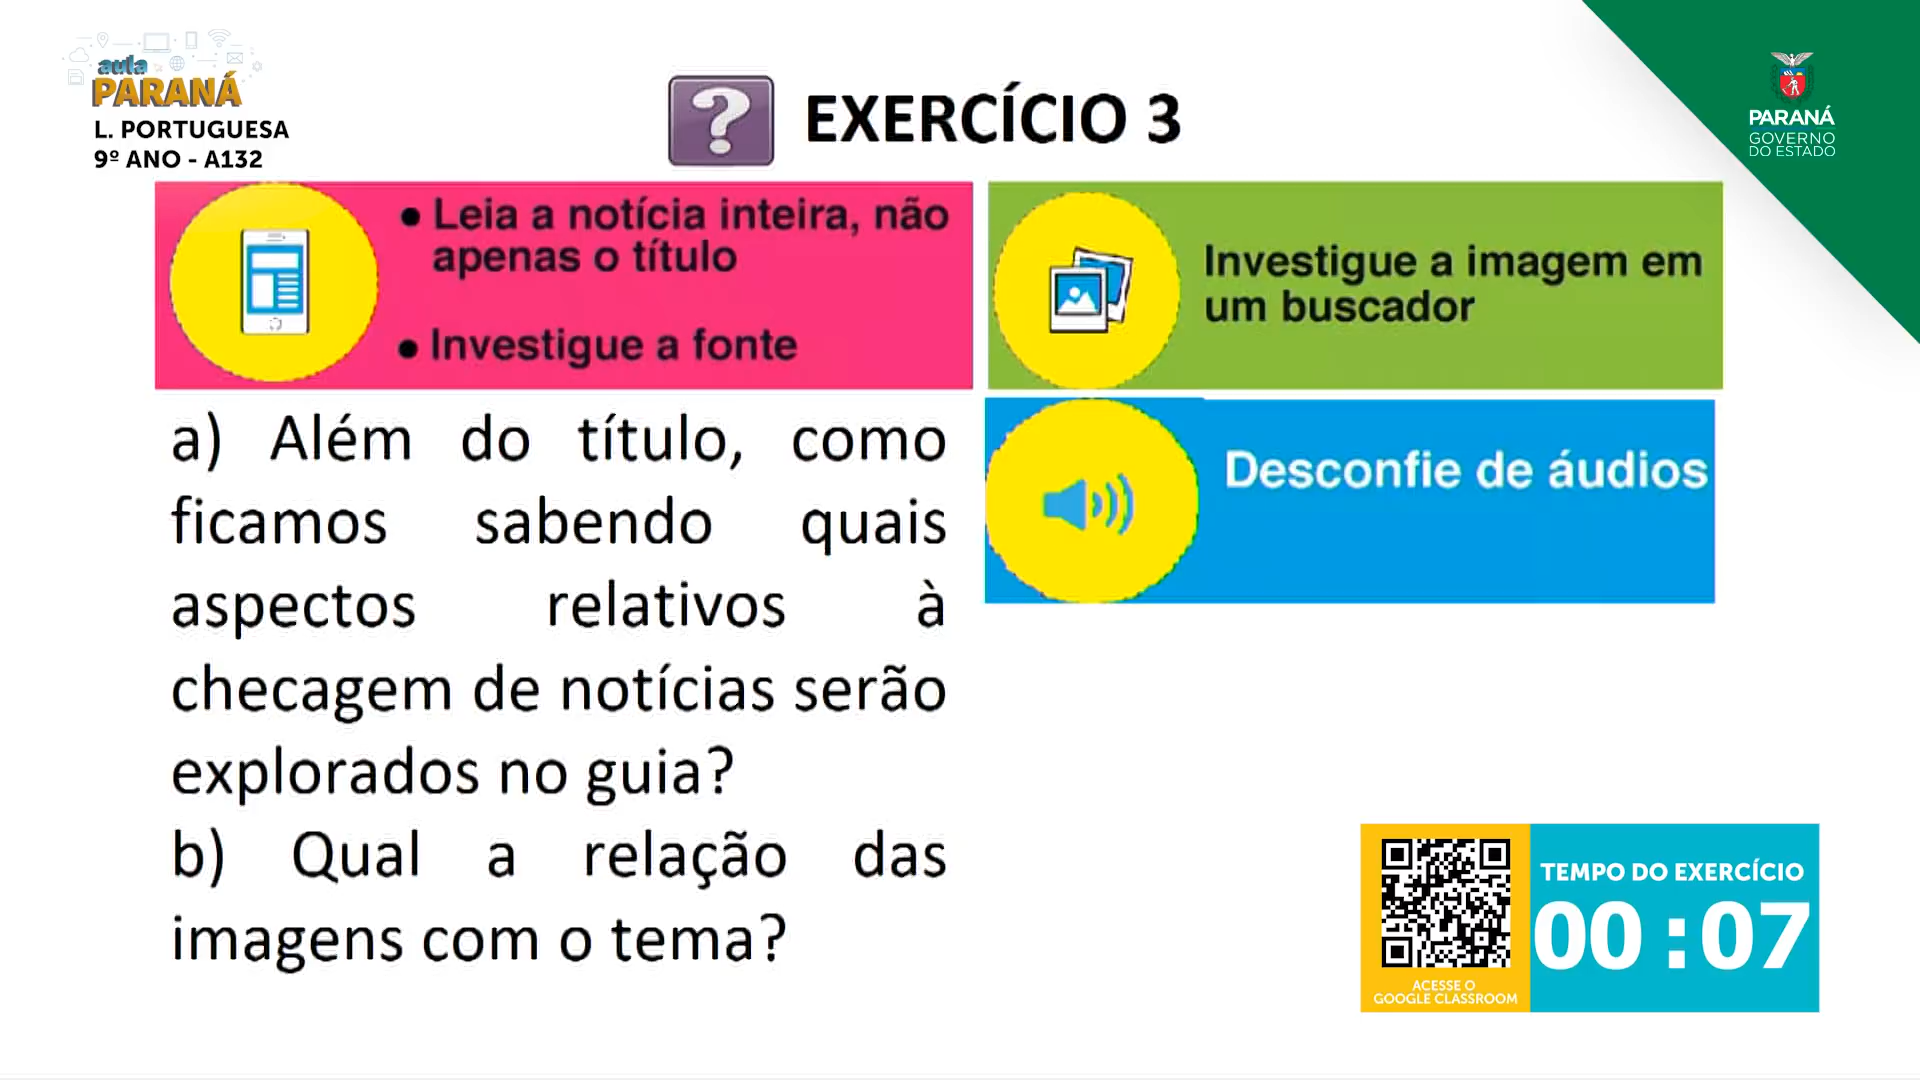 aula
PARANÁ
L. PORTUGUESA
9º ANO - A132
? EXERCÍCIO 3
PARANÁ
GOVERNO
DO ESTADO
• Leia a notícia inteira, não
apenas o título
• Investigue a fonte
Investigue a imagem em
um buscador
Desconfie de áudios
a) Além do título, como
ficamos sabendo quais
aspectos relativos à
checagem de notícias serão
explorados no guia?
b) Qual a relação das
imagens com o tema?
TEMPO DO EXERCÍCIO
00 : 07
ACESSE O
GOOGLE CLASSROOM